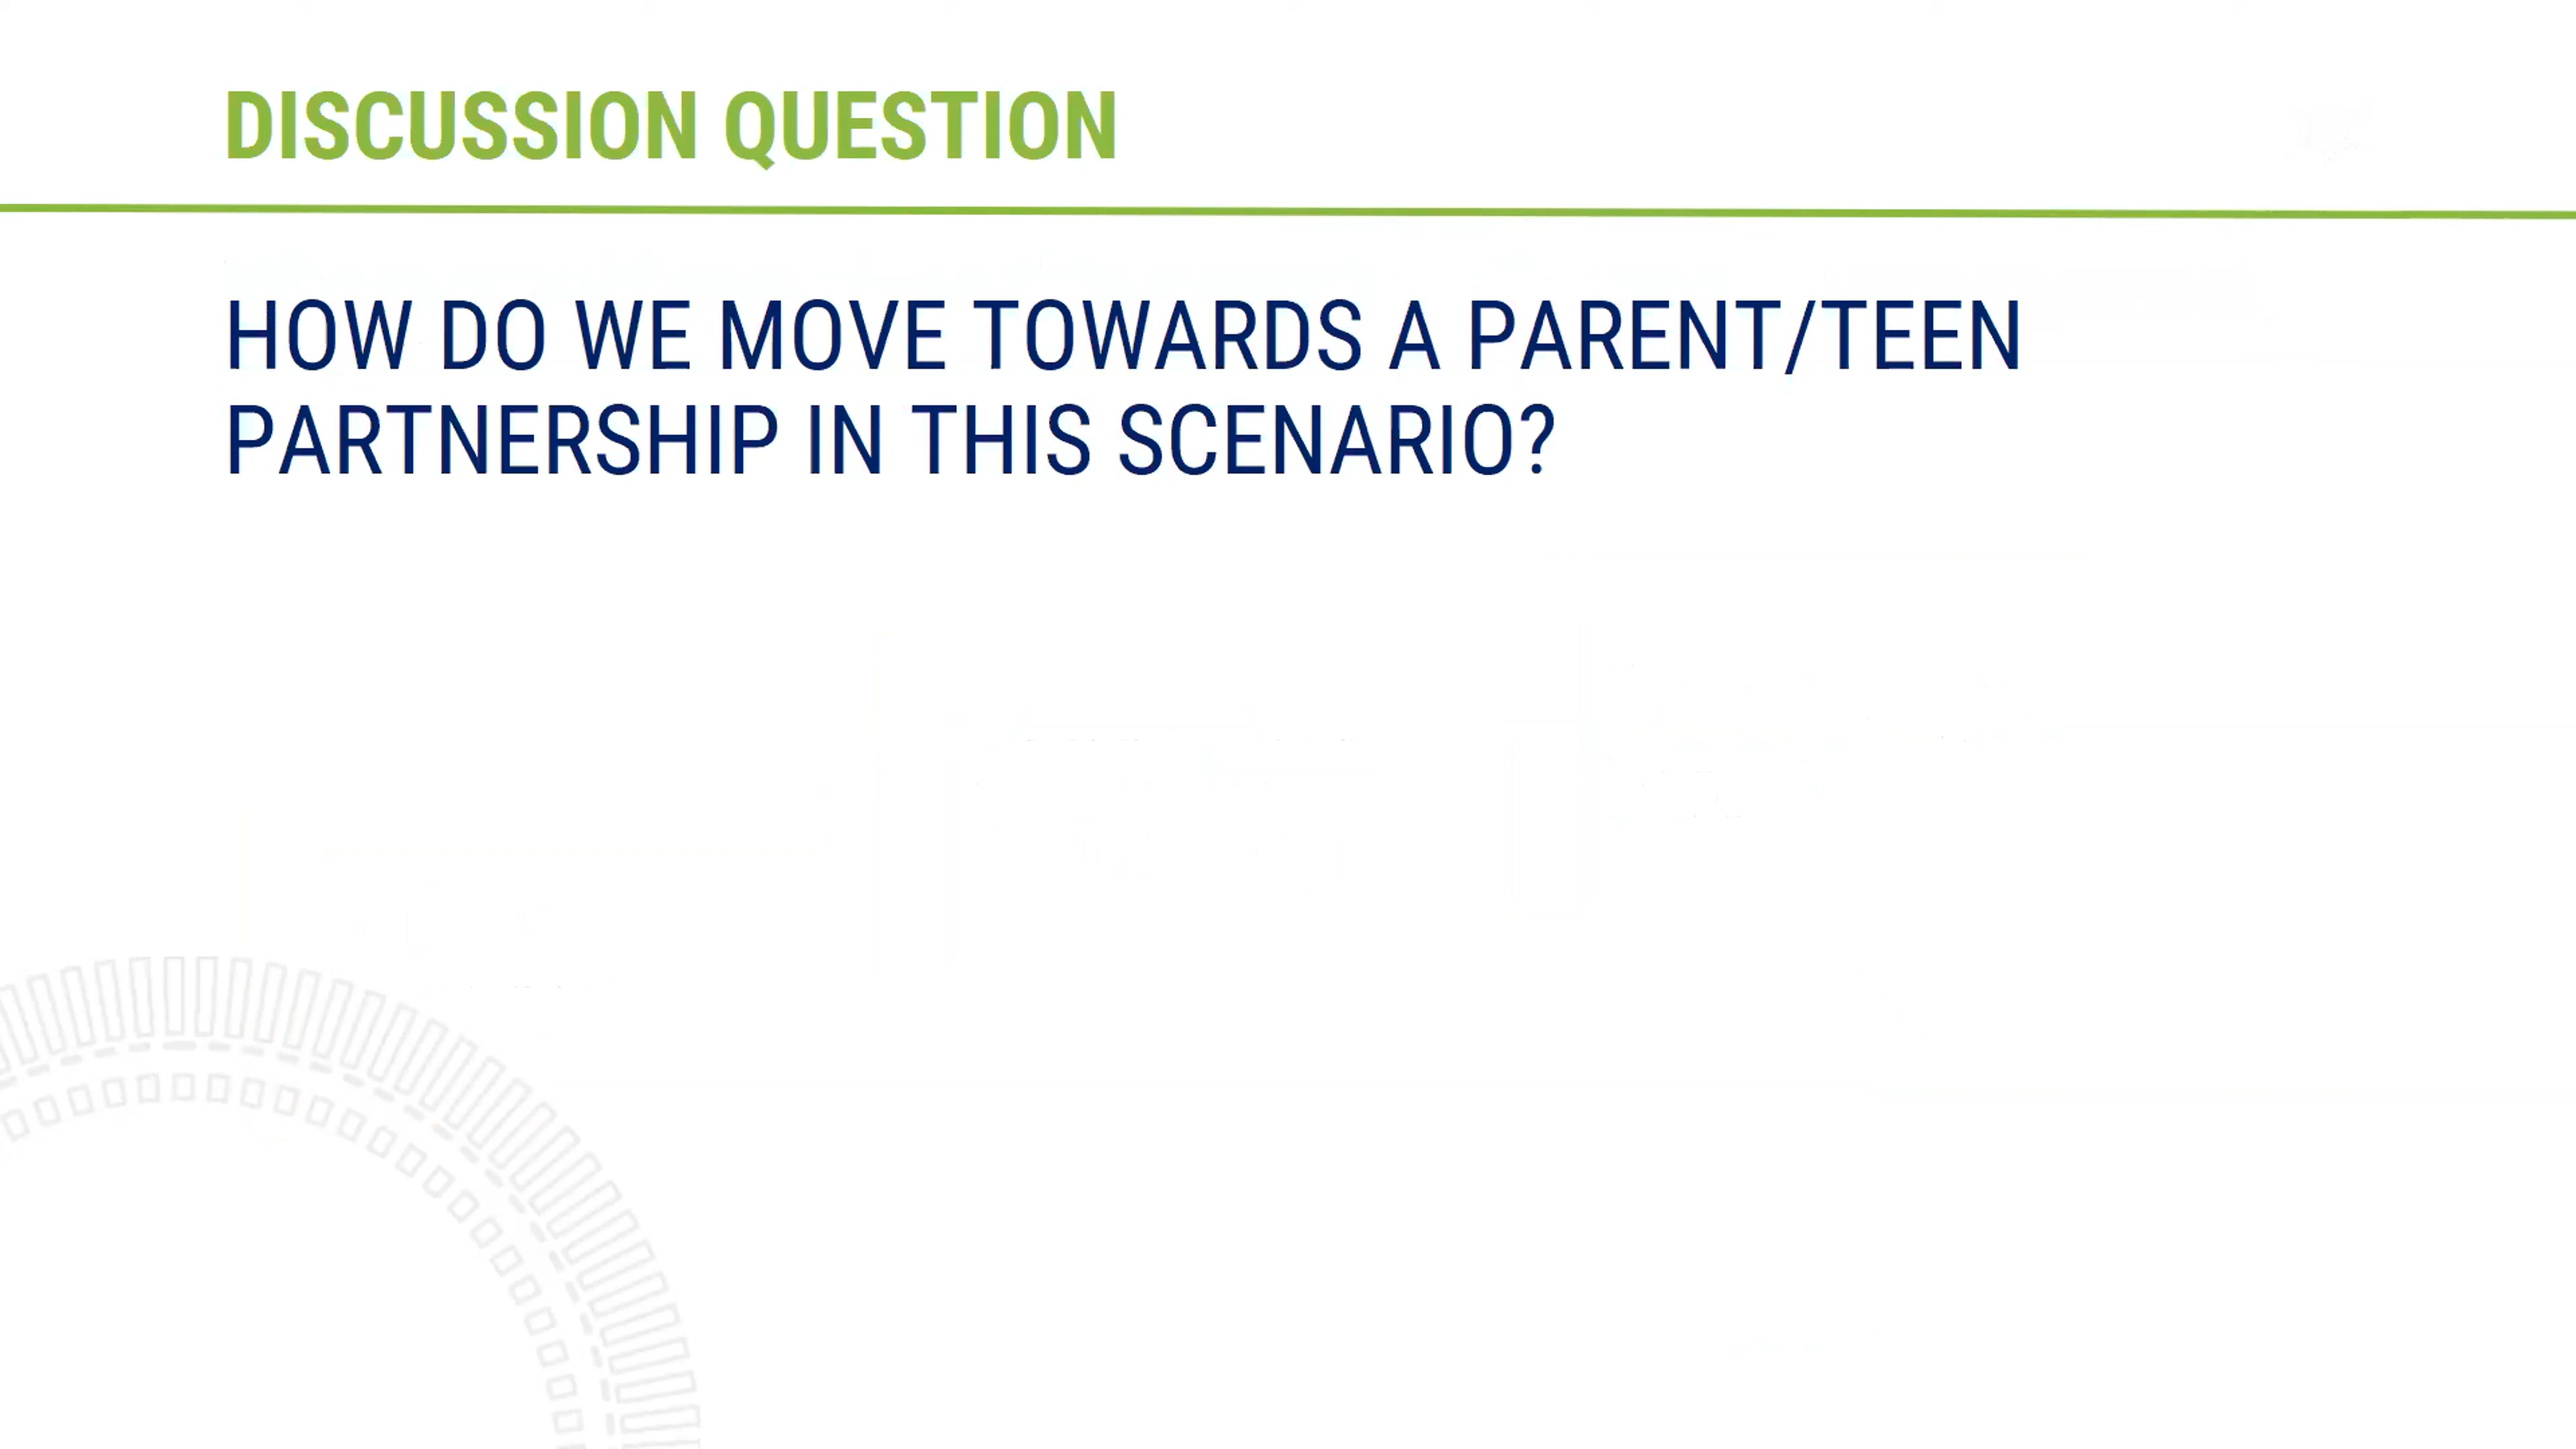 DISCUSSION QUESTION
HOW DO WE MOVE TOWARDS A PARENT/TEEN
PARTNERSHIP IN THIS SCENARIO?